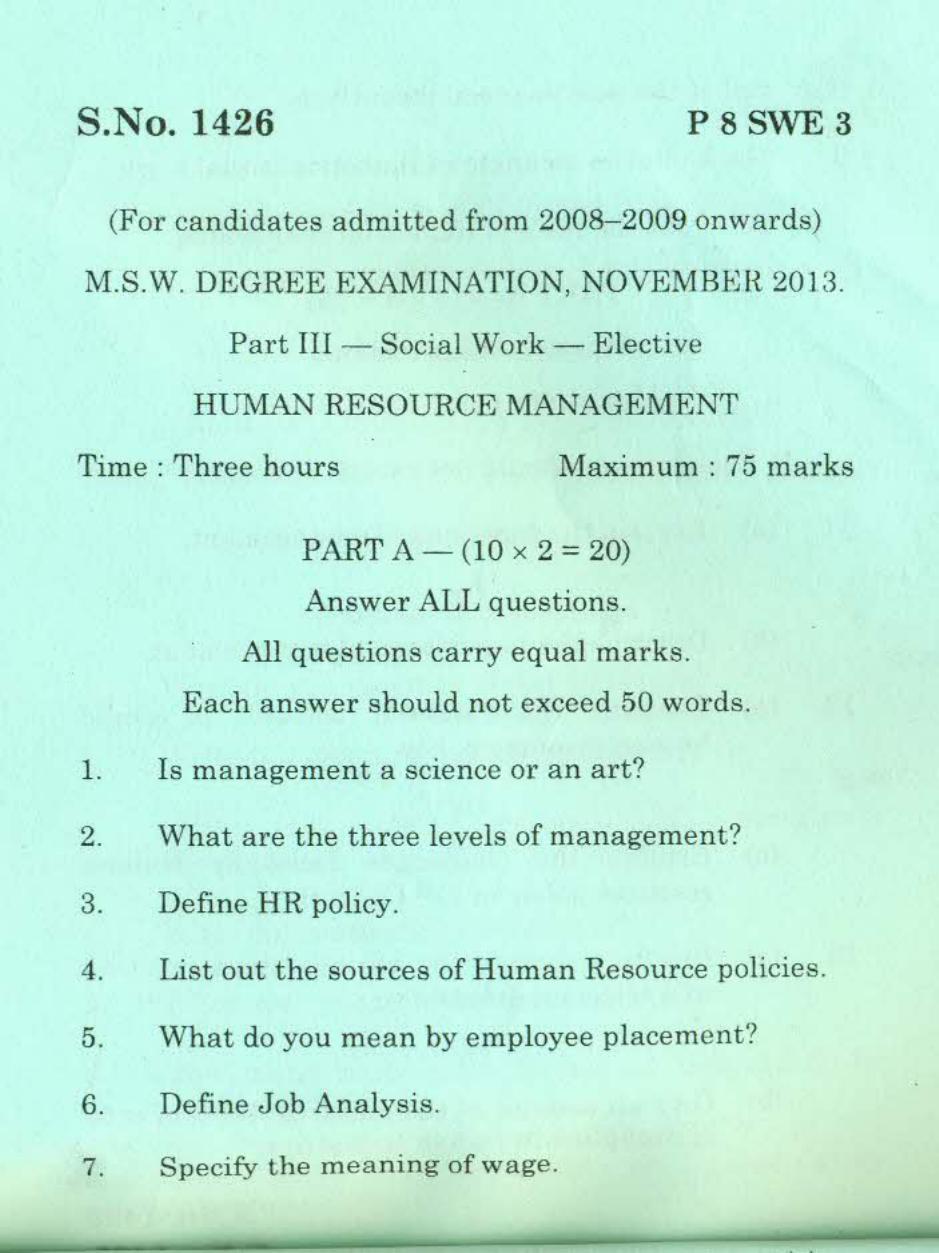 S.No. 1426 P 8 SWE 3
(For candidates admitted from 2008–2009 onwards)
M.S.W. DEGREE EXAMINATION, NOVEMBER 2013.
Part III — Social Work — Elective
HUMAN RESOURCE MANAGEMENT
Time : Three hours Maximum : 75 marks
PART A — (10 × 2 = 20)
Answer ALL questions.
All questions carry equal marks.
Each answer should not exceed 50 words.
1. Is management a science or an art?
2. What are the three levels of management?
3. Define HR policy.
4. List out the sources of Human Resource policies.
5. What do you mean by employee placement?
6. Define Job Analysis.
7. Specify the meaning of wage.